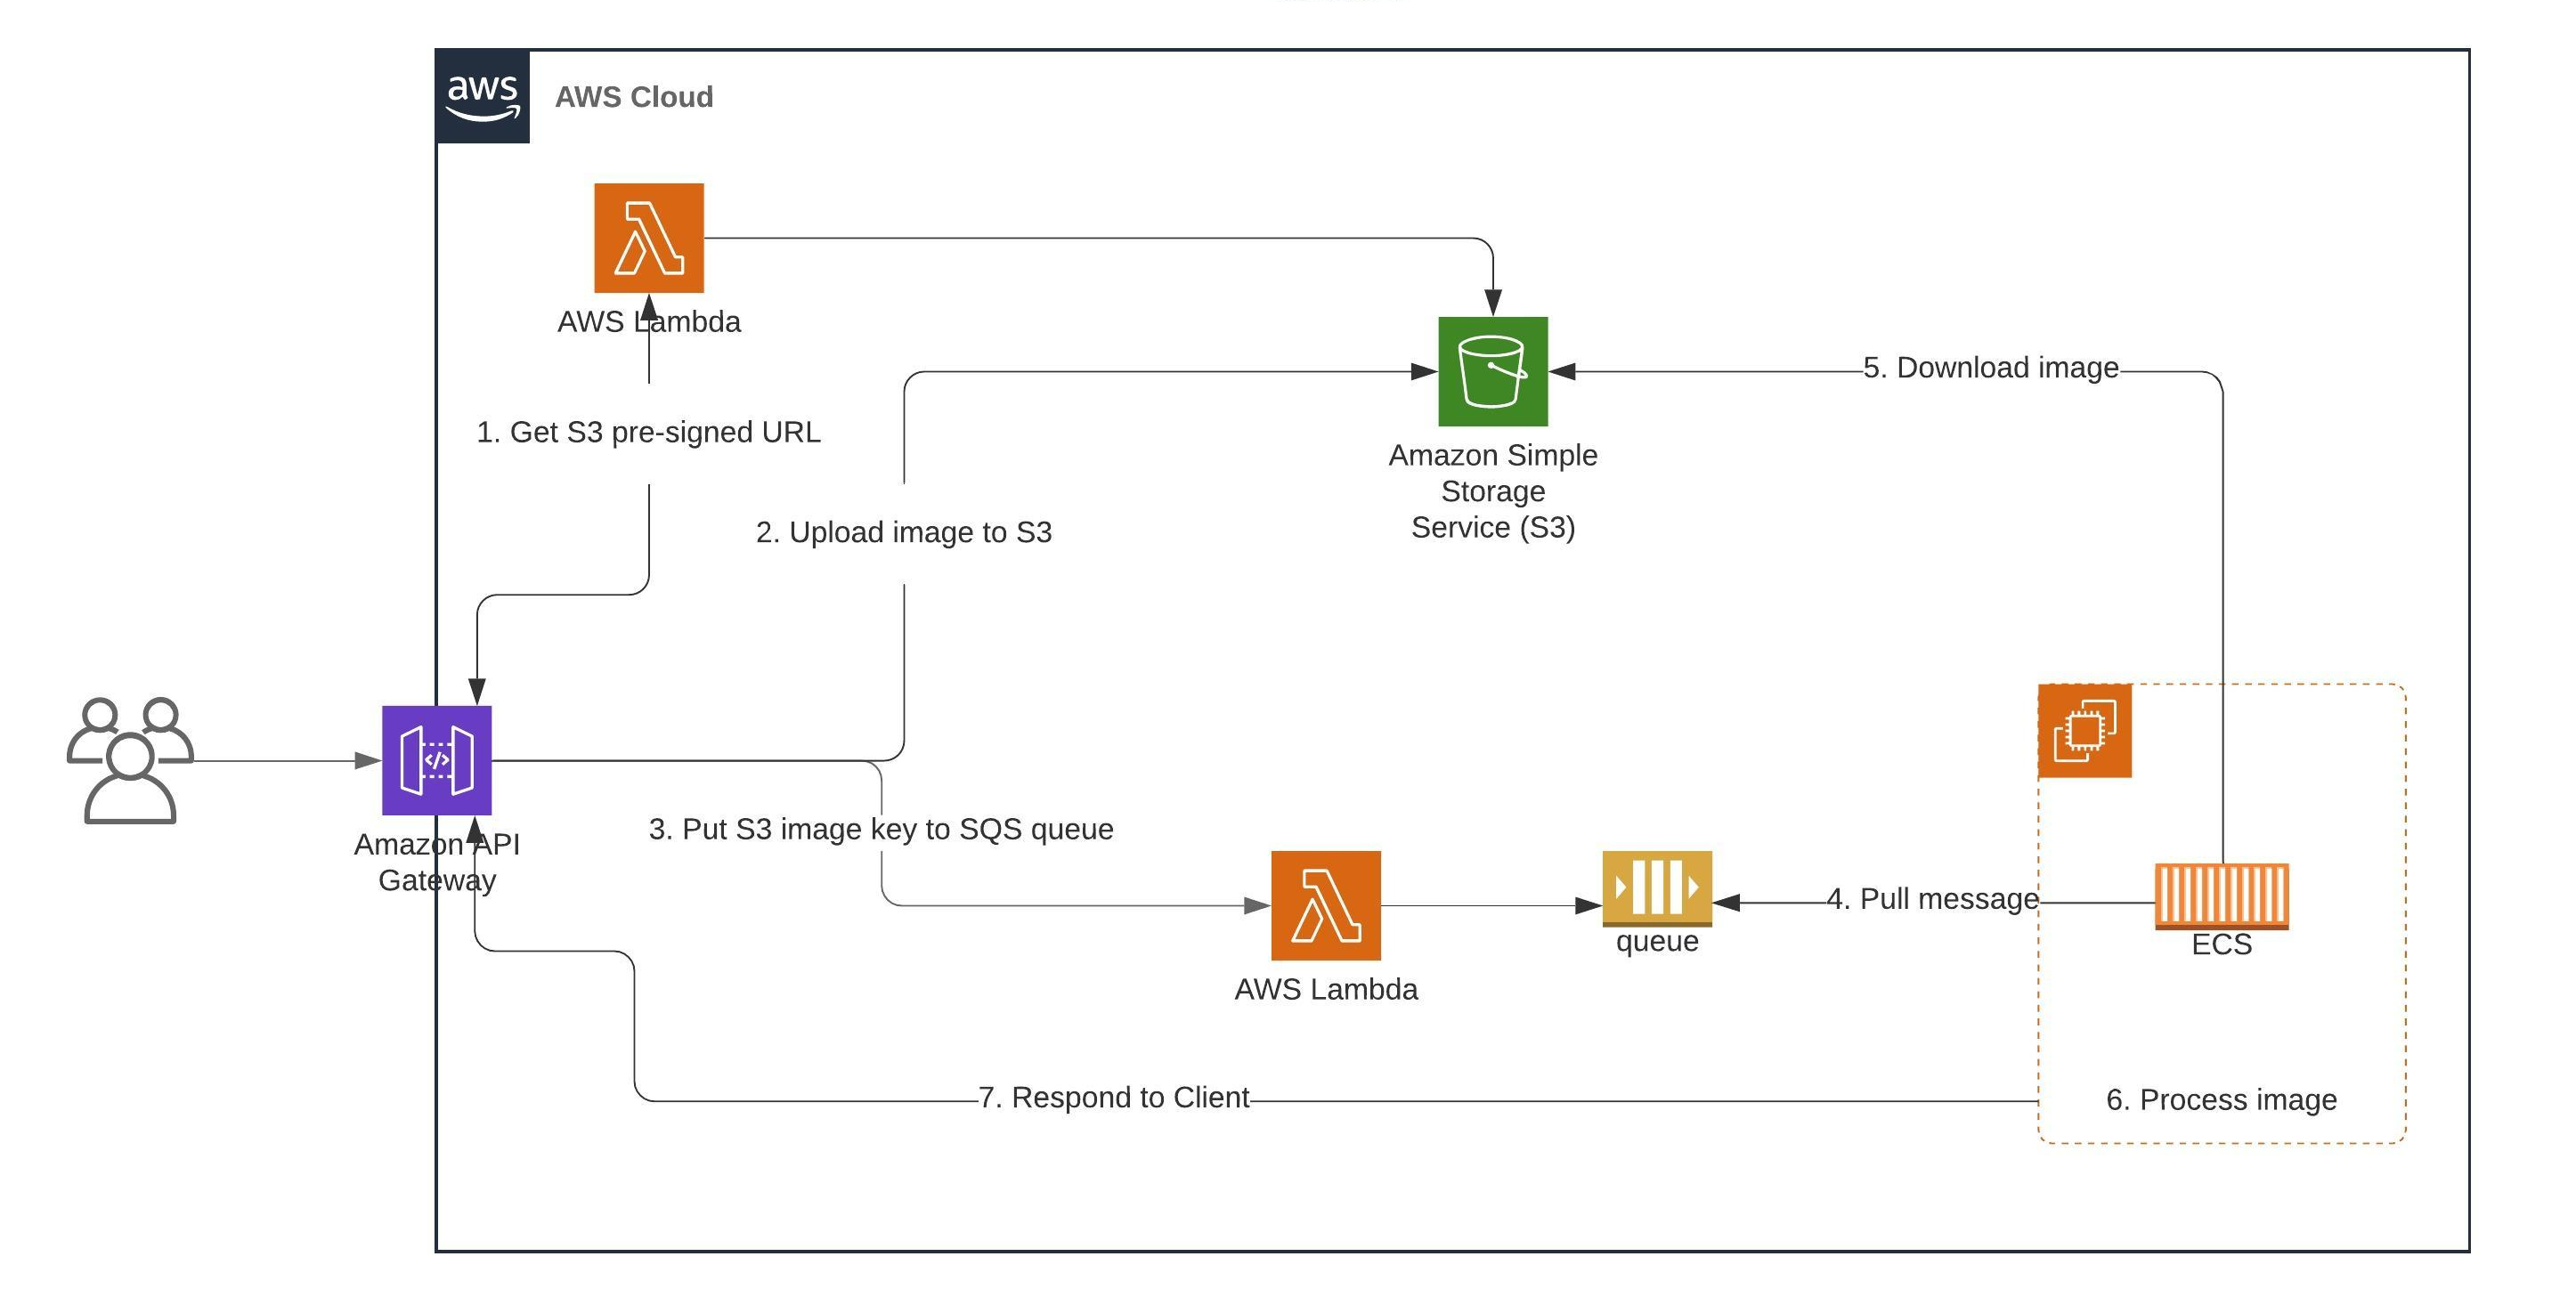 aws
AWS Cloud
AWS Lambda
1. Get S3 pre-signed URL
5. Download image
Amazon Simple
Storage
Service (S3)
2. Upload image to S3
</>
Amazon API
Gateway
3. Put S3 image key to SQS queue
AWS Lambda
queue
4. Pull message
ECS
7. Respond to Client
6. Process image